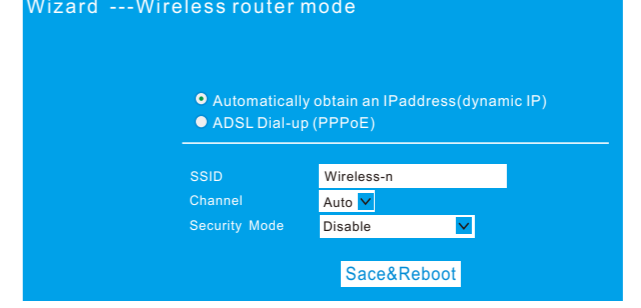 Wizard ---Wireless router mode
Automatically obtain an IPaddress(dynamic IP)
ADSL Dial-up (PPPoE)
SSID Wireless-n
Channel Auto
Security Mode Disable
Sace&Reboot